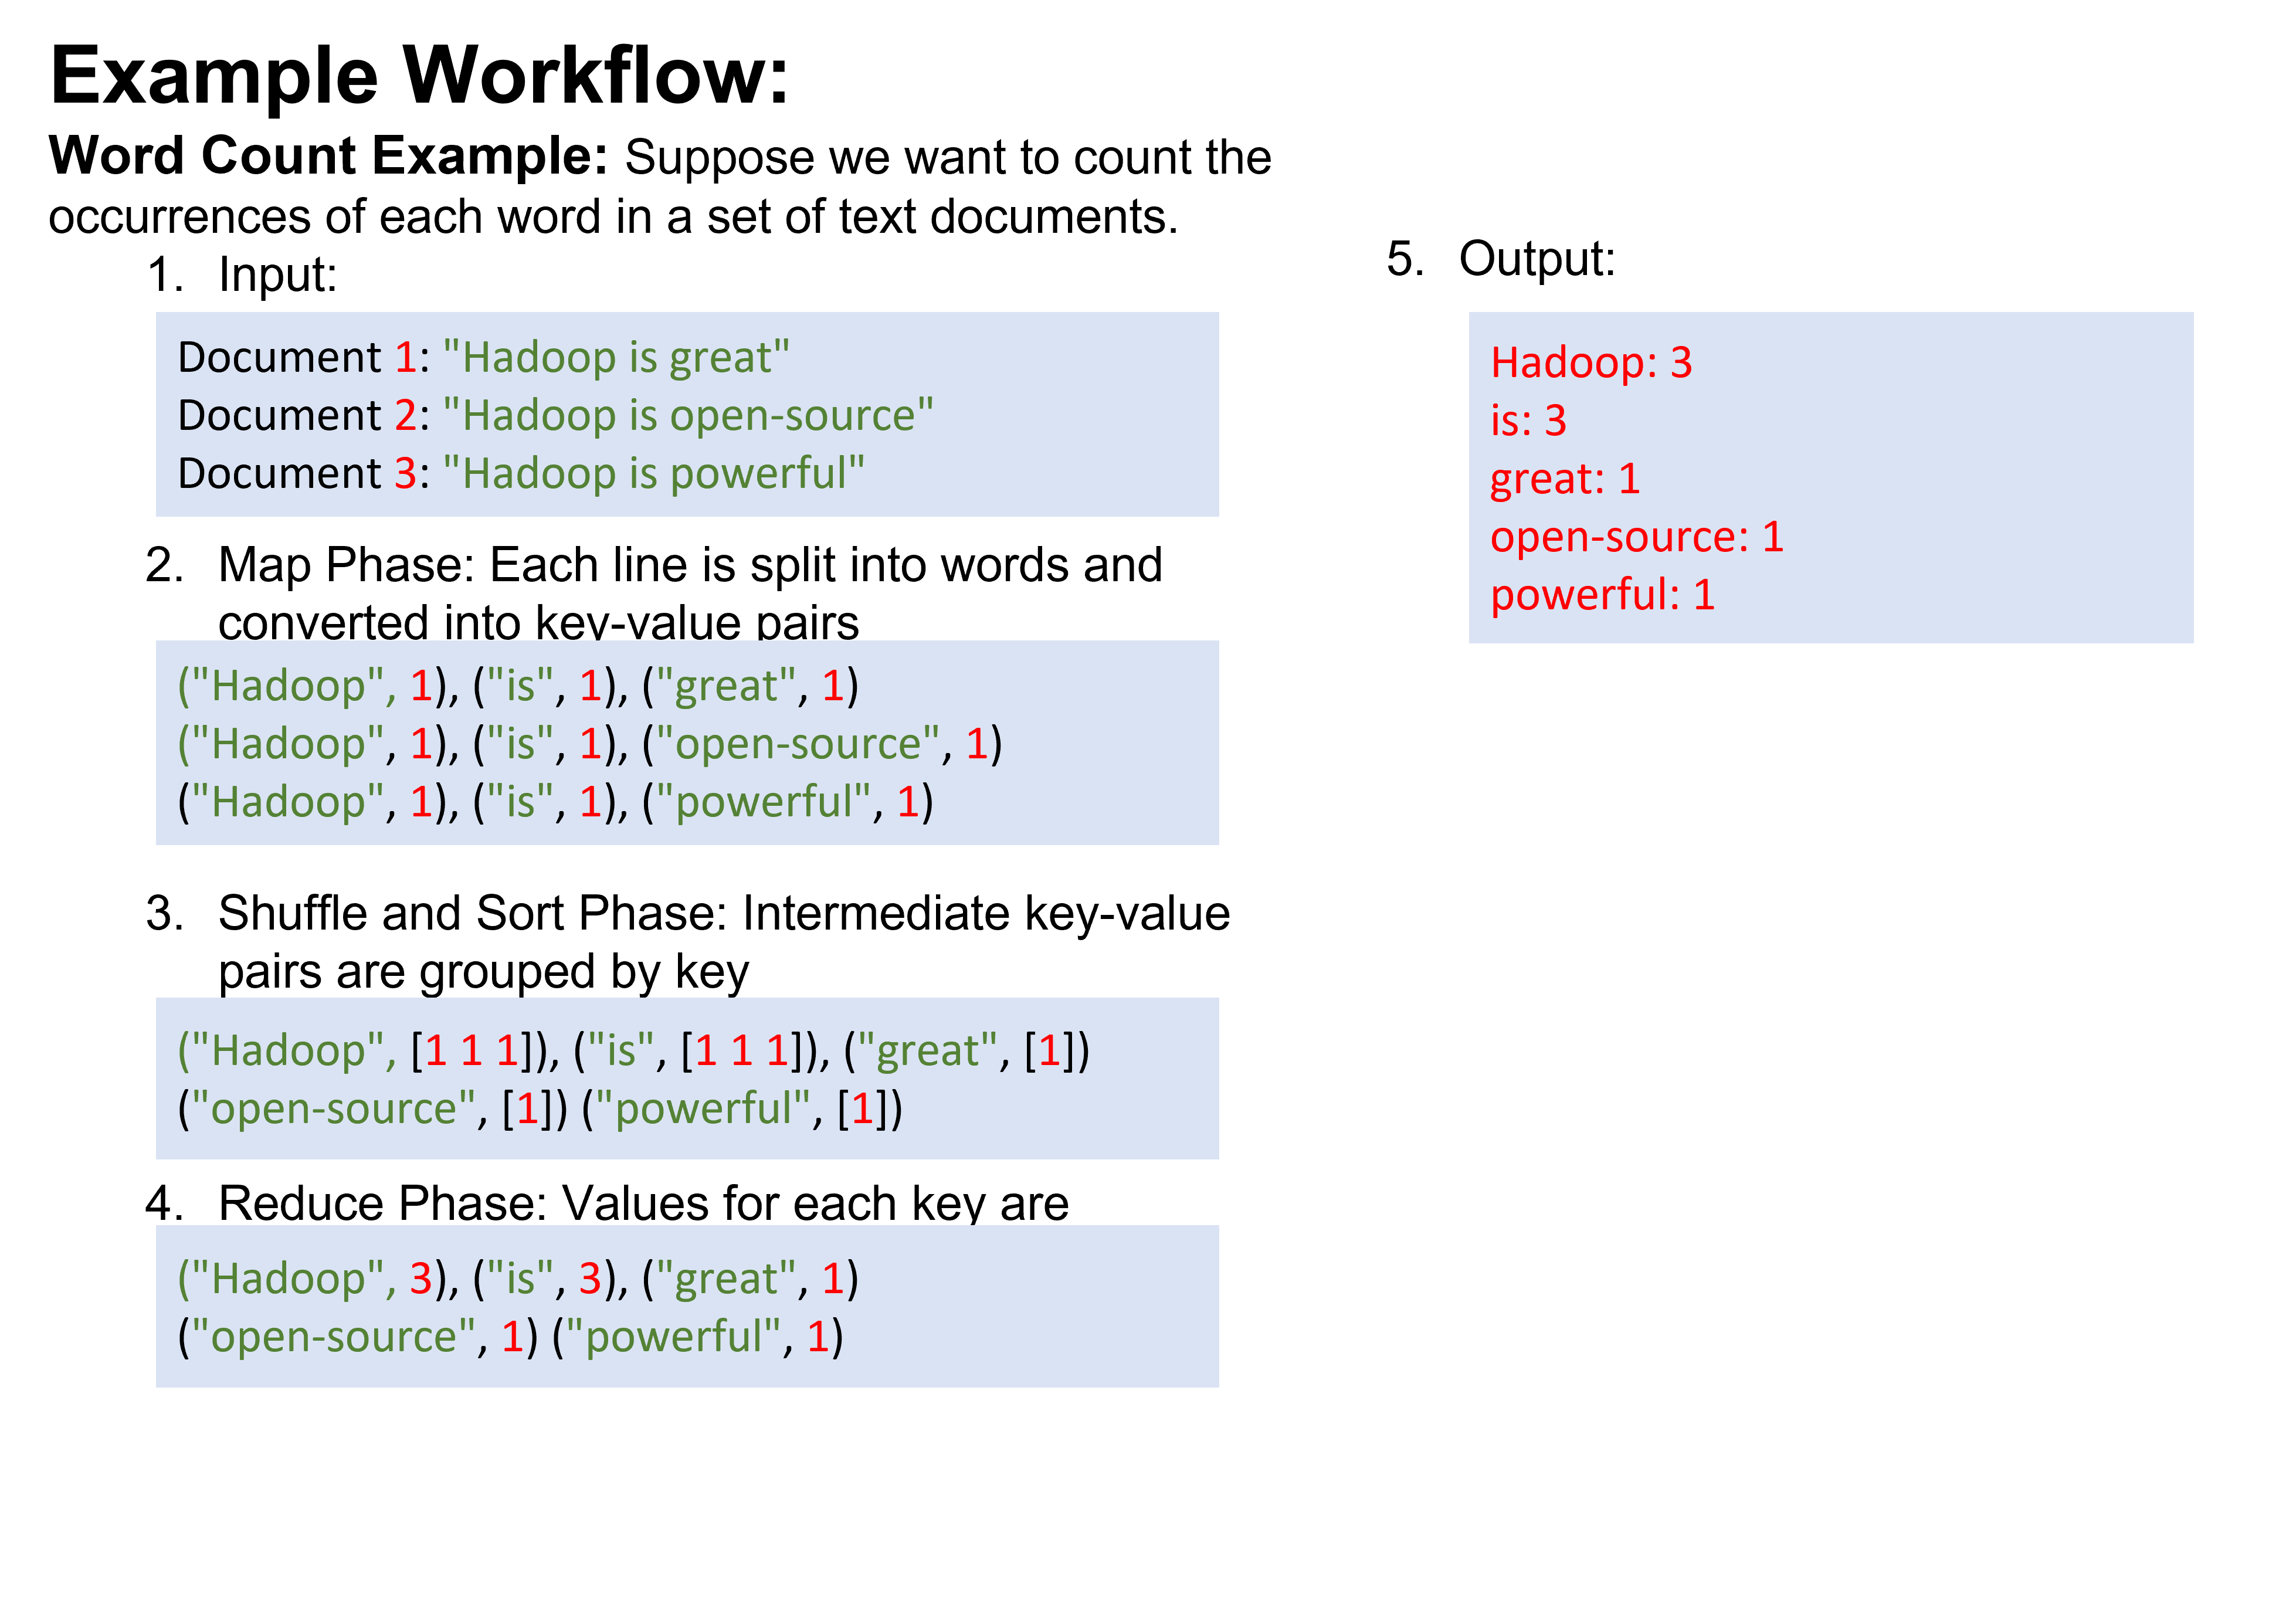 Example Workflow:
Word Count Example: Suppose we want to count the
occurrences of each word in a set of text documents.
1. Input:
Document 1: "Hadoop is great"
Document 2: "Hadoop is open-source"
Document 3: "Hadoop is powerful"
2. Map Phase: Each line is split into words and
converted into key-value pairs
("Hadoop", 1), ("is", 1), ("great", 1)
("Hadoop", 1), ("is", 1), ("open-source", 1)
("Hadoop", 1), ("is", 1), ("powerful", 1)
3. Shuffle and Sort Phase: Intermediate key-value
pairs are grouped by key
("Hadoop", [1 1 1]), ("is", [1 1 1]), ("great", [1])
("open-source", [1]) ("powerful", [1])
4. Reduce Phase: Values for each key are
("Hadoop", 3), ("is", 3), ("great", 1)
("open-source", 1) ("powerful", 1)
5. Output:
Hadoop: 3
is: 3
great: 1
open-source: 1
powerful: 1